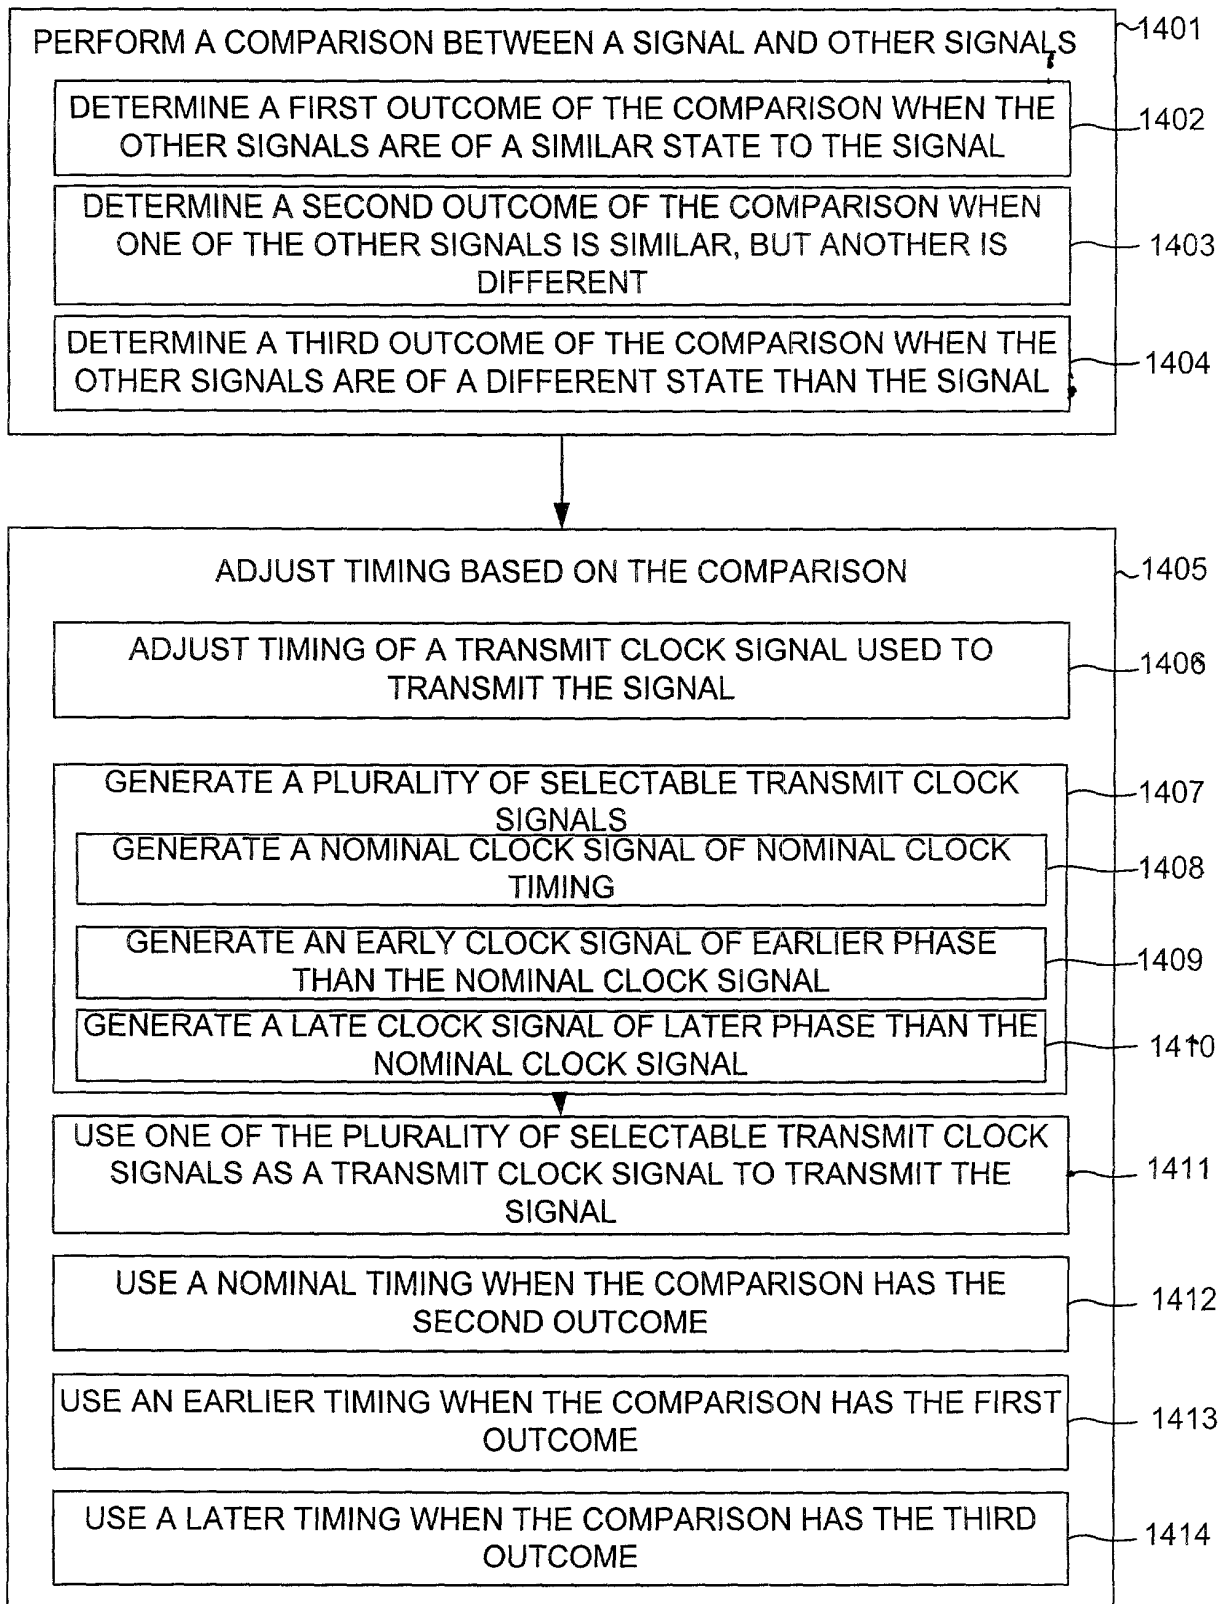 PERFORM A COMPARISON BETWEEN A SIGNAL AND OTHER SIGNALS
1401
DETERMINE A FIRST OUTCOME OF THE COMPARISON WHEN THE
OTHER SIGNALS ARE OF A SIMILAR STATE TO THE SIGNAL
1402
DETERMINE A SECOND OUTCOME OF THE COMPARISON WHEN
ONE OF THE OTHER SIGNALS IS SIMILAR, BUT ANOTHER IS
DIFFERENT
1403
DETERMINE A THIRD OUTCOME OF THE COMPARISON WHEN THE
OTHER SIGNALS ARE OF A DIFFERENT STATE THAN THE SIGNAL
1404
ADJUST TIMING BASED ON THE COMPARISON
1405
ADJUST TIMING OF A TRANSMIT CLOCK SIGNAL USED TO
TRANSMIT THE SIGNAL
1406
GENERATE A PLURALITY OF SELECTABLE TRANSMIT CLOCK
SIGNALS
1407
GENERATE A NOMINAL CLOCK SIGNAL OF NOMINAL CLOCK
TIMING
1408
GENERATE AN EARLY CLOCK SIGNAL OF EARLIER PHASE
THAN THE NOMINAL CLOCK SIGNAL
1409
GENERATE A LATE CLOCK SIGNAL OF LATER PHASE THAN THE
NOMINAL CLOCK SIGNAL
1410
USE ONE OF THE PLURALITY OF SELECTABLE TRANSMIT CLOCK
SIGNALS AS A TRANSMIT CLOCK SIGNAL TO TRANSMIT THE
SIGNAL
1411
USE A NOMINAL TIMING WHEN THE COMPARISON HAS THE
SECOND OUTCOME
1412
USE AN EARLIER TIMING WHEN THE COMPARISON HAS THE FIRST
OUTCOME
1413
USE A LATER TIMING WHEN THE COMPARISON HAS THE THIRD
OUTCOME
1414